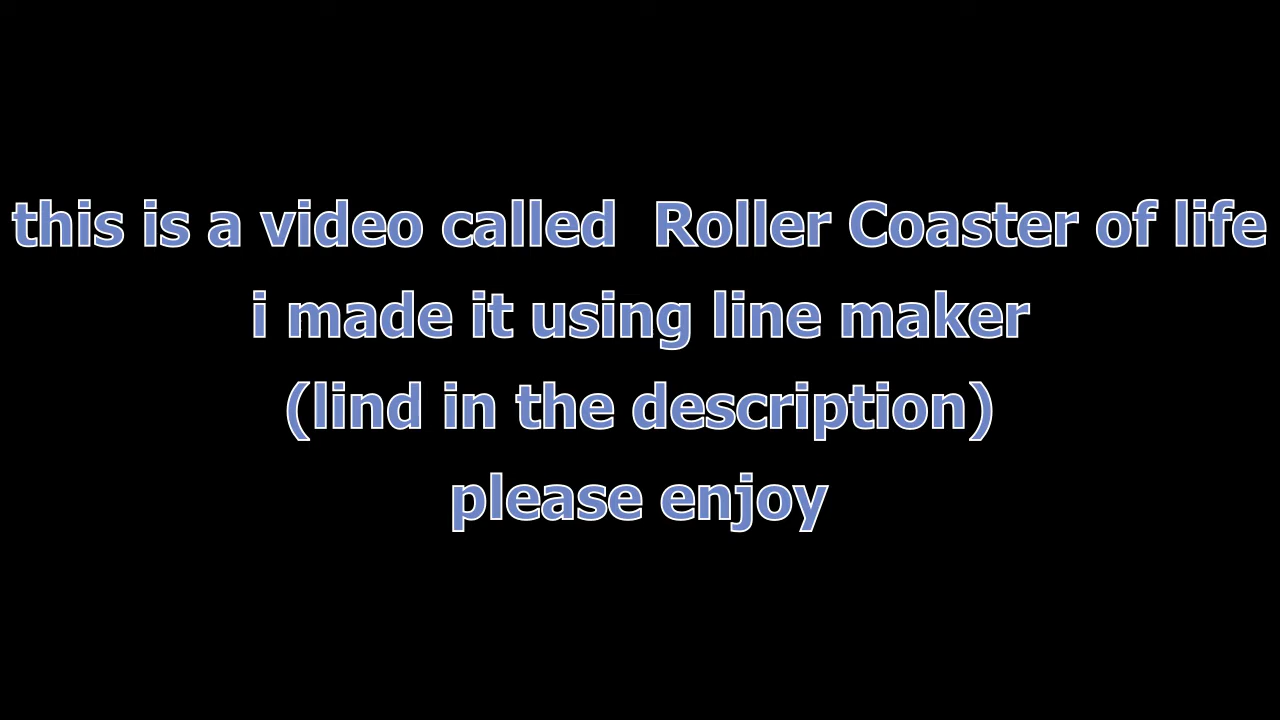 this is a video called  Roller Coaster of life
i made it using line maker
(lind in the description)
please enjoy